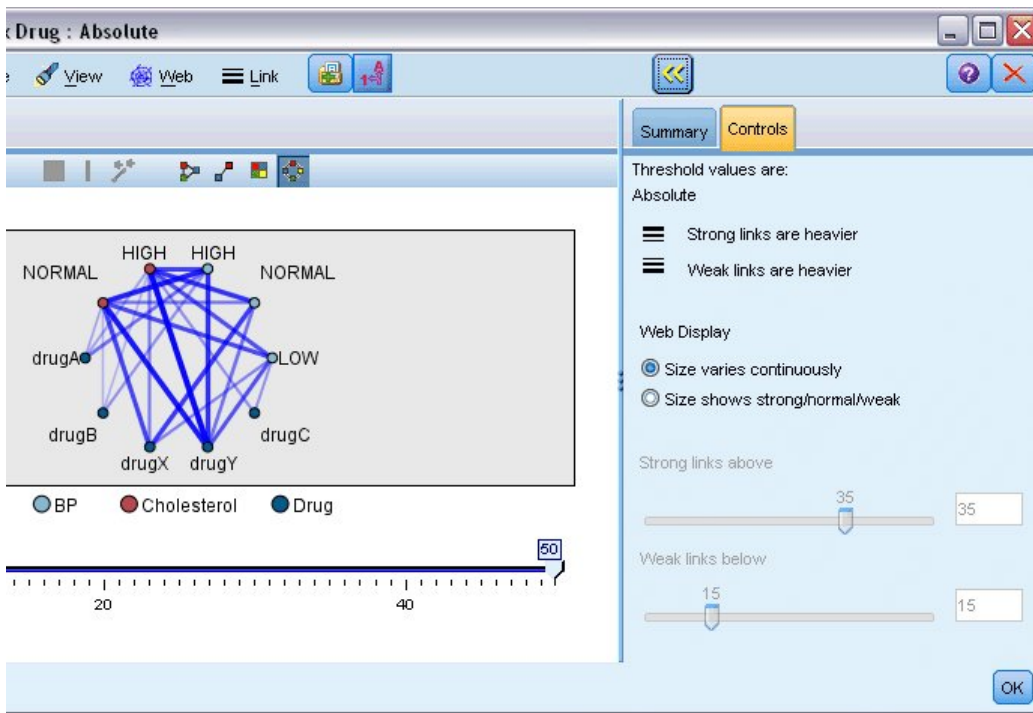 Drug : Absolute
View Web Link
Summary Controls
Threshold values are:
Absolute
Strong links are heavier
Weak links are heavier
Web Display
Size varies continuously
Size shows strong/normal/weak
Strong links above
35
35
Weak links below
15
15
HIGH HIGH
NORMAL NORMAL
drugA LOW
drugB drugC
drugX drugY
BP Cholesterol Drug
50
20 40
OK